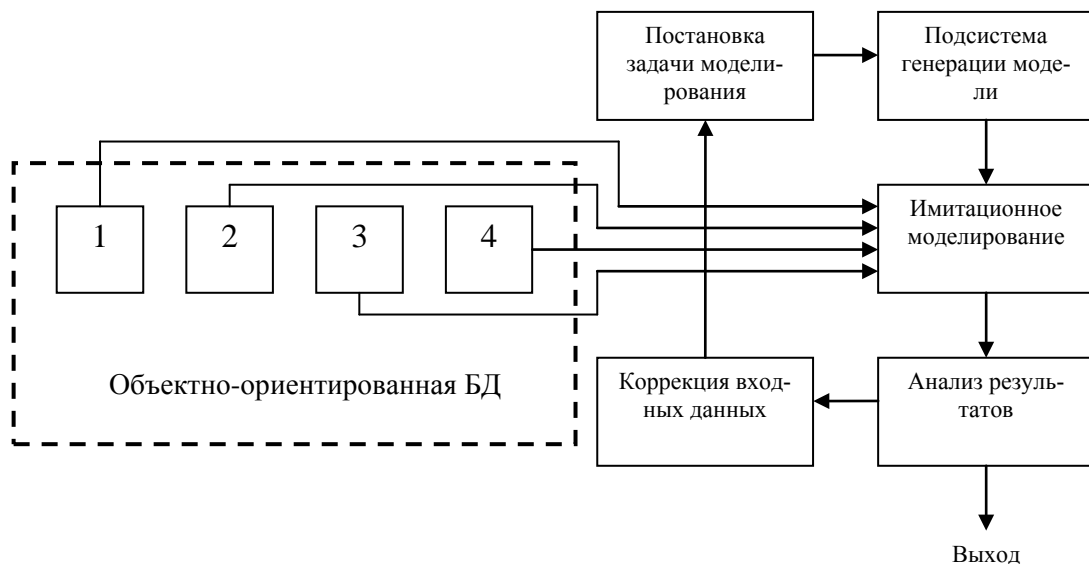 Постановка
задачи модели-
рования
Подсистема
генерации моде-
ли
1
2
3
4
Имитационное
моделирование
Объектно-ориентированная БД
Коррекция вход-
ных данных
Анализ резуль-
татов
Выход